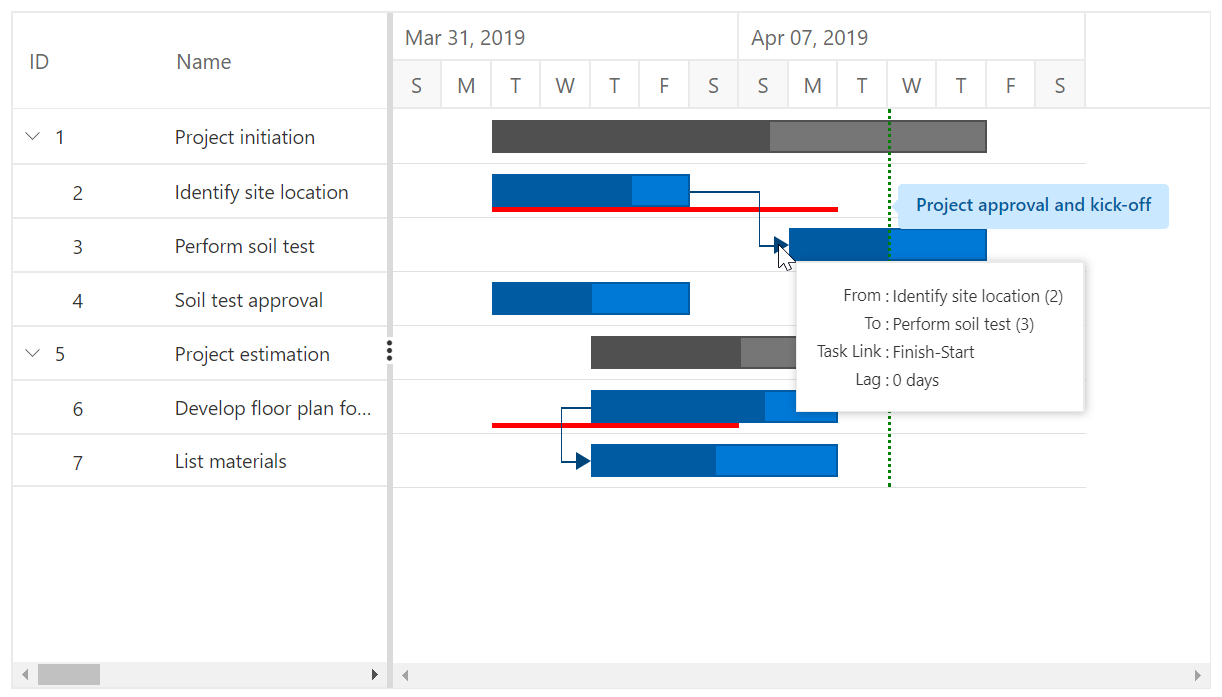 ID Name
Mar 31, 2019 Apr 07, 2019
S M T W T F S S M T W T F S
1 Project initiation
2 Identify site location
Project approval and kick-off
3 Perform soil test
From : Identify site location (2)
To : Perform soil test (3)
Task Link : Finish-Start
Lag : 0 days
4 Soil test approval
5 Project estimation
6 Develop floor plan fo...
7 List materials